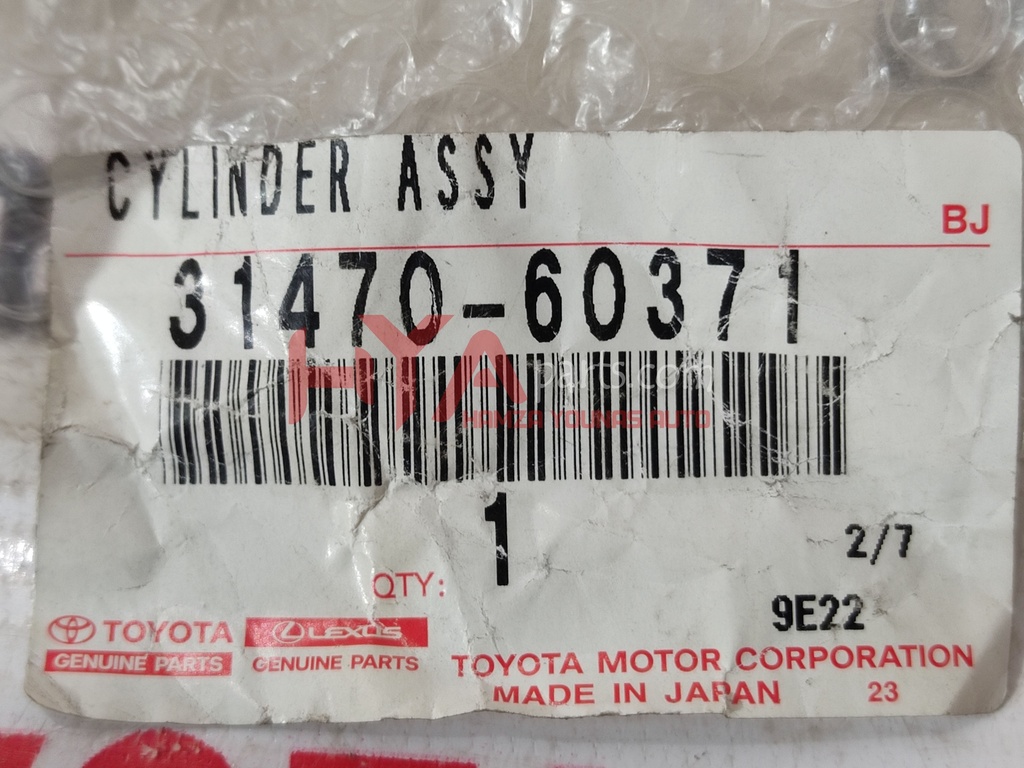 CYLINDER ASSY
BJ
31470-60371
HYA parts.com
HAMZA YOUNAS AUTO
QTY: 1
2/7
9E22
TOYOTA
GENUINE PARTS
LEXUS
GENUINE PARTS
TOYOTA MOTOR CORPORATION
MADE IN JAPAN 23